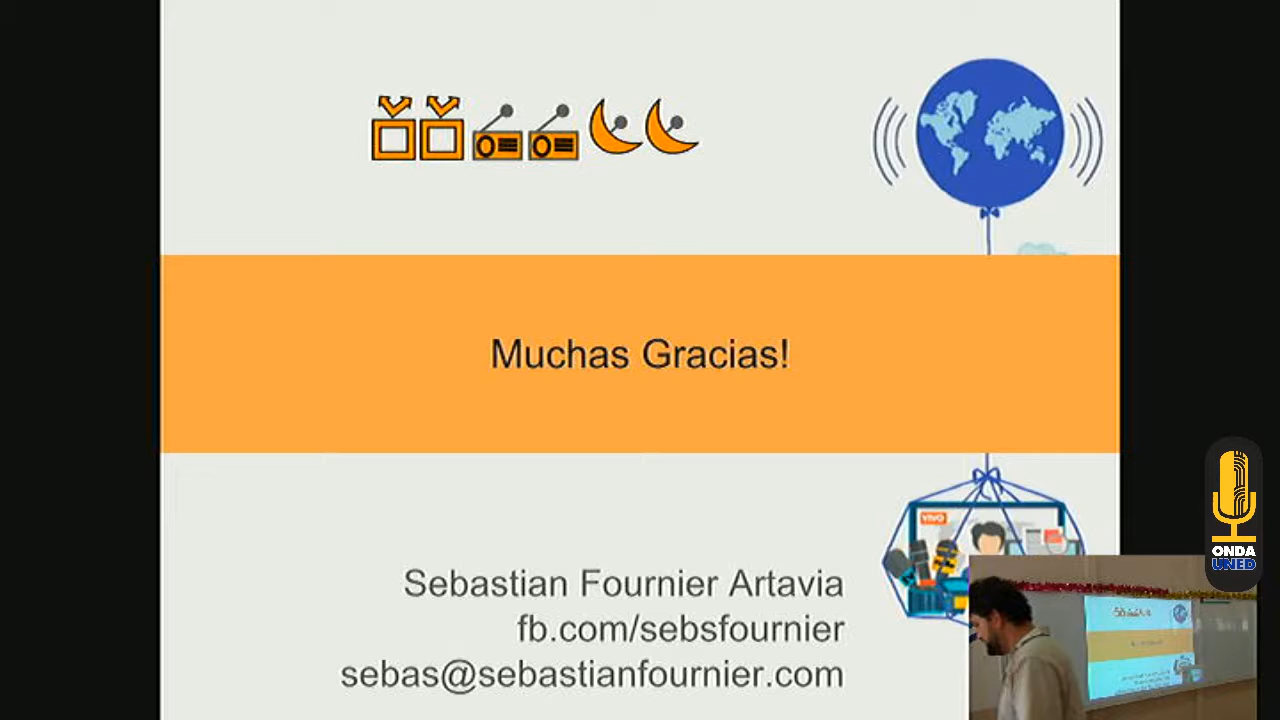 Muchas Gracias!
VIVO
Sebastian Fournier Artavia
fb.com/sebsfournier
sebas@sebastianfournier.com
ONDA
UNED